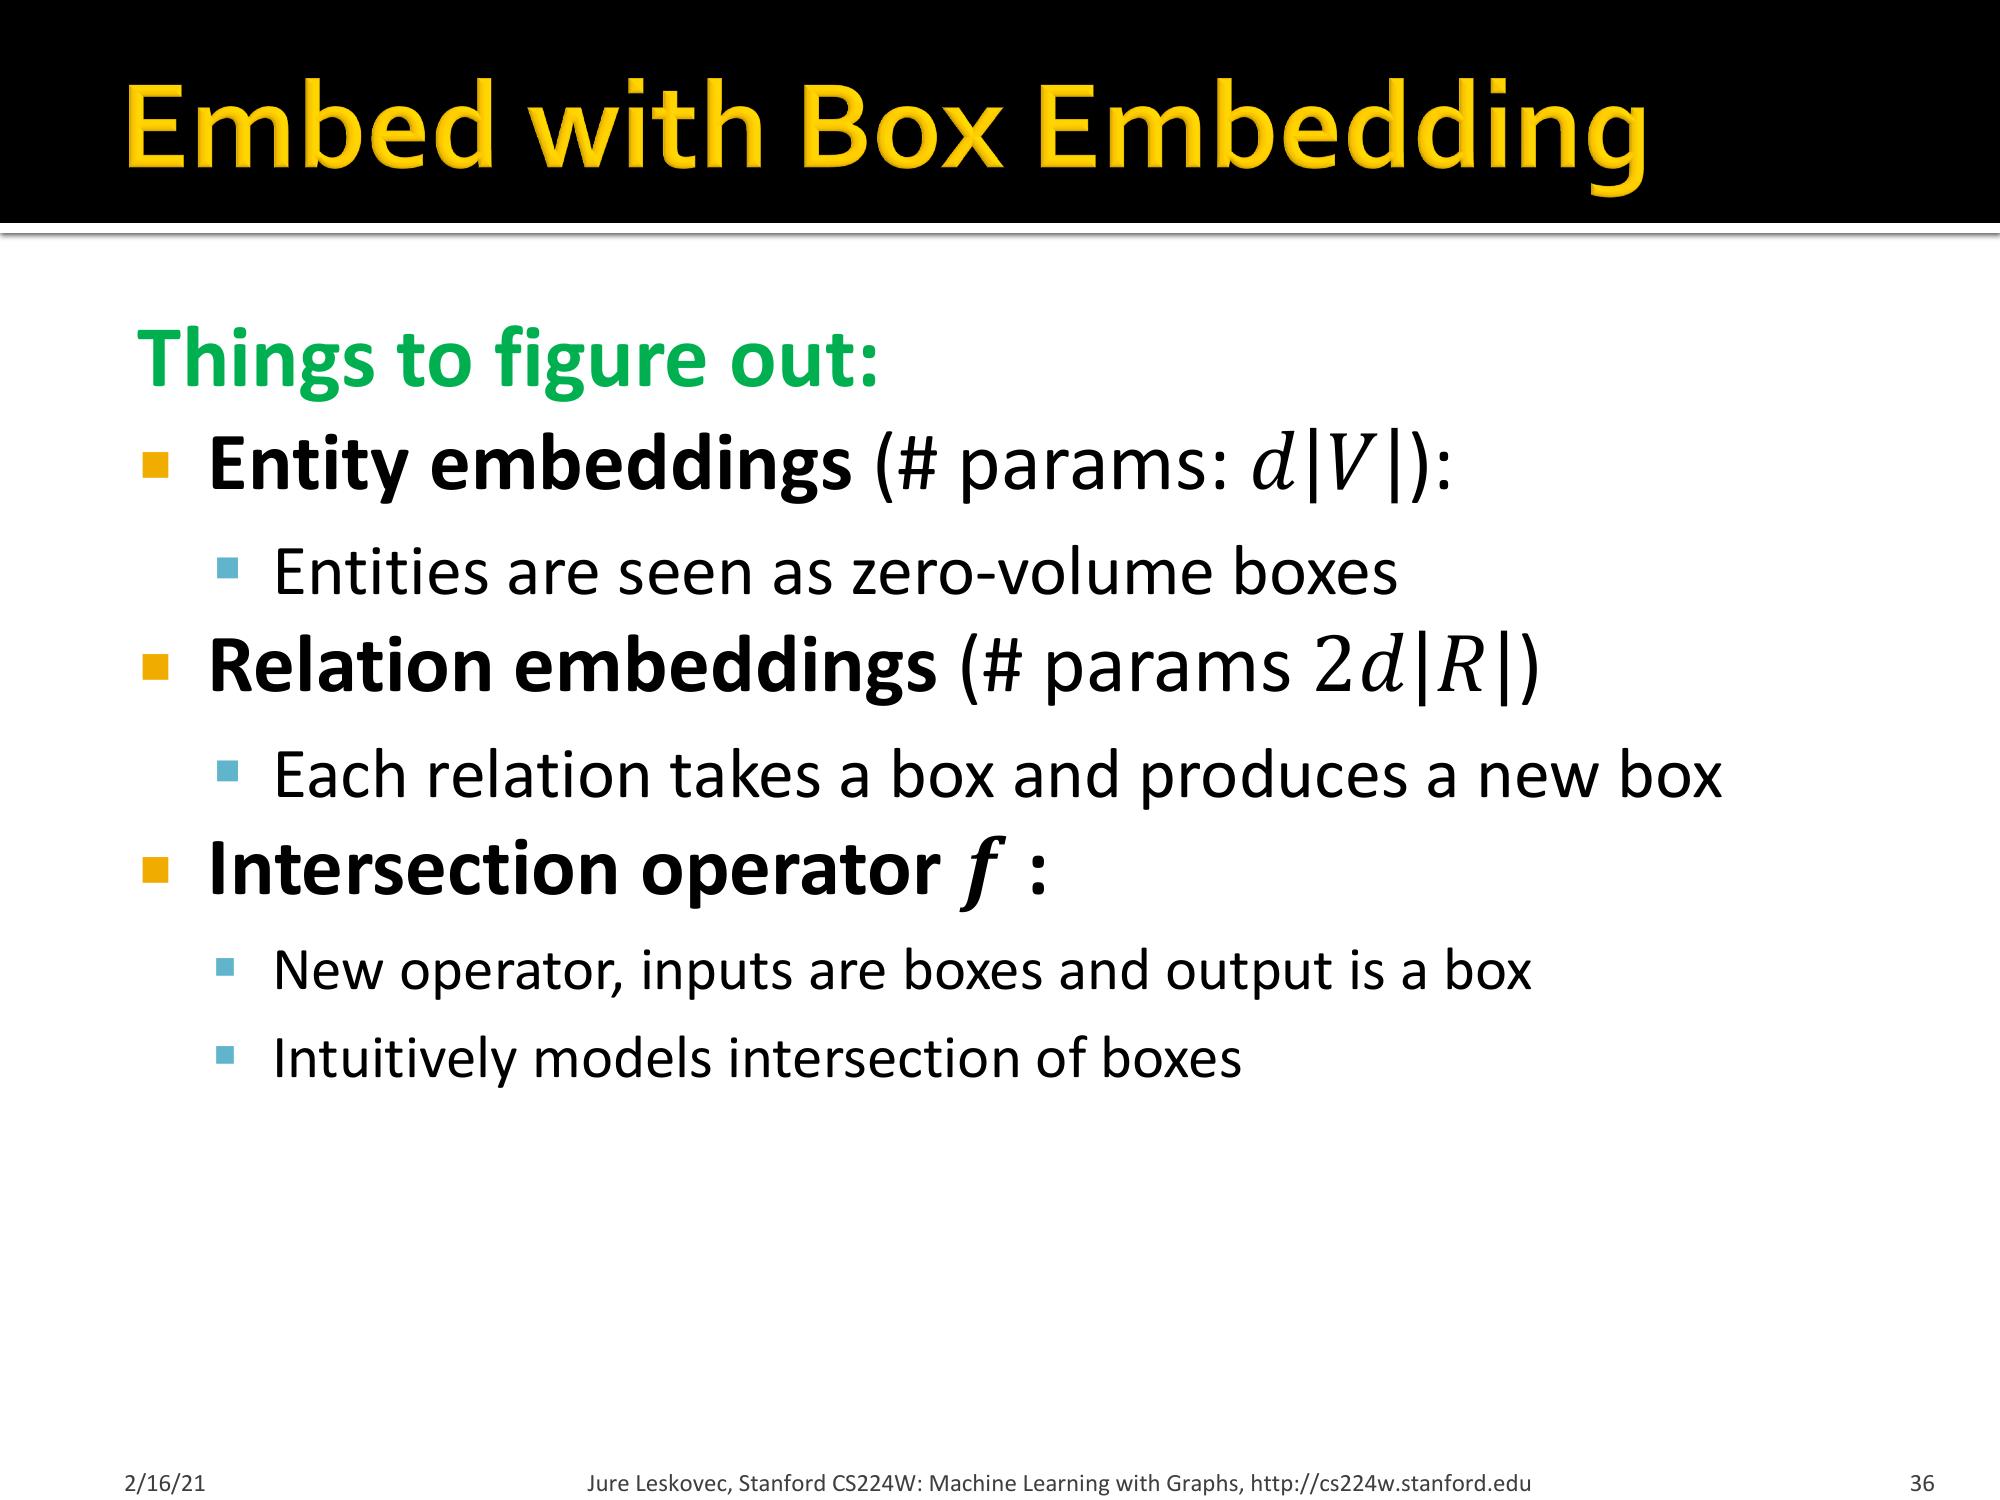 Embed with Box Embedding
Things to figure out:
Entity embeddings (# params: d|V|):
Entities are seen as zero-volume boxes
Relation embeddings (# params 2d|R|)
Each relation takes a box and produces a new box
Intersection operator f :
New operator, inputs are boxes and output is a box
Intuitively models intersection of boxes
2/16/21
Jure Leskovec, Stanford CS224W: Machine Learning with Graphs, http://cs224w.stanford.edu
36